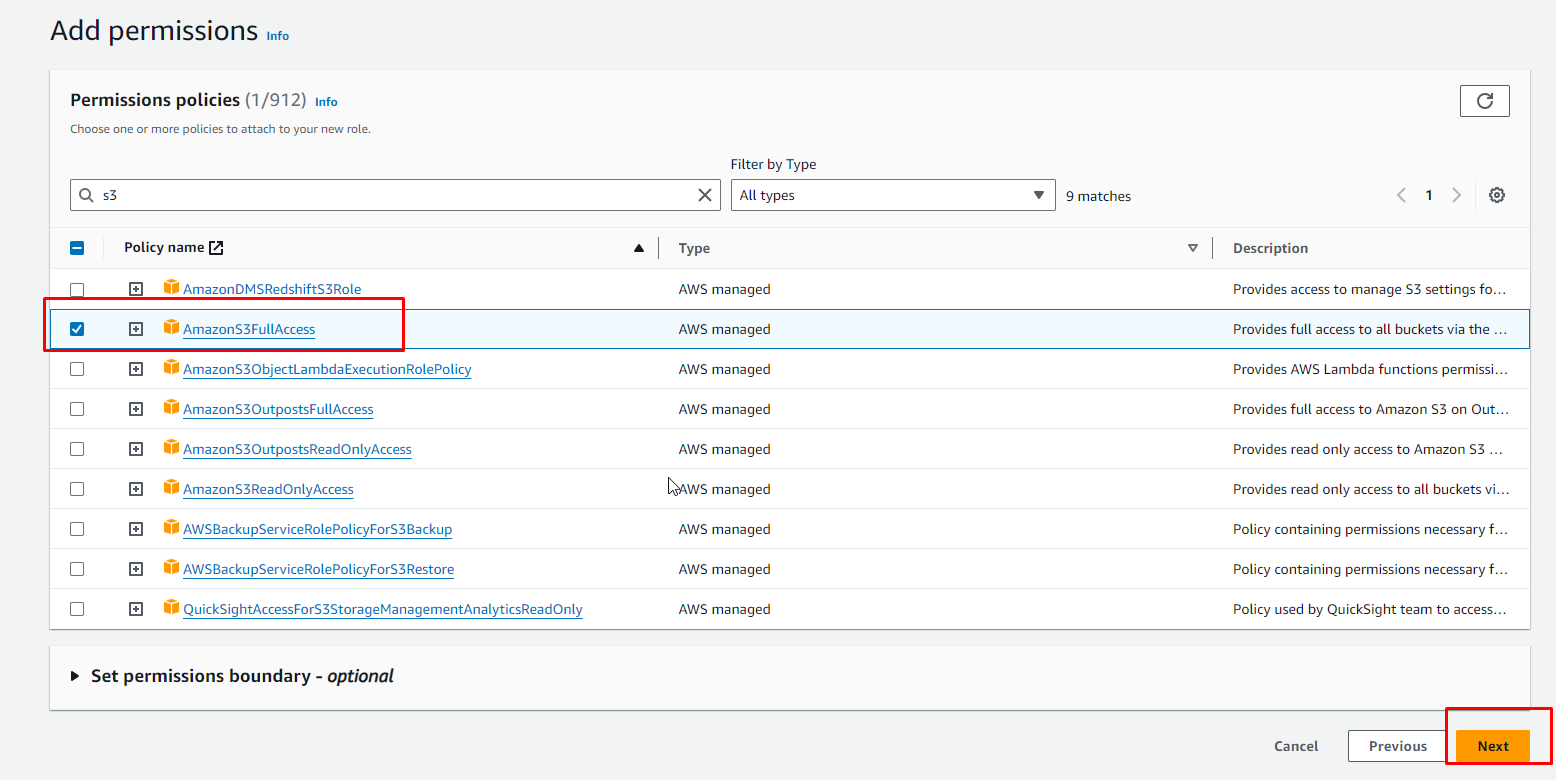 Add permissions Info
Permissions policies (1/912) Info
Choose one or more policies to attach to your new role.
Filter by Type
s3
All types
9 matches
1
Policy name
Type
Description
AmazonDMSRedshiftS3Role AWS managed Provides access to manage S3 settings fo...
AmazonS3FullAccess AWS managed Provides full access to all buckets via the ...
AmazonS3ObjectLambdaExecutionRolePolicy AWS managed Provides AWS Lambda functions permissi...
AmazonS3OutpostsFullAccess AWS managed Provides full access to Amazon S3 on Out...
AmazonS3OutpostsReadOnlyAccess AWS managed Provides read only access to Amazon S3 ...
AmazonS3ReadOnlyAccess AWS managed Provides read only access to all buckets vi...
AWSBackupServiceRolePolicyForS3Backup AWS managed Policy containing permissions necessary f...
AWSBackupServiceRolePolicyForS3Restore AWS managed Policy containing permissions necessary f...
QuickSightAccessForS3StorageManagementAnalyticsReadOnly AWS managed Policy used by QuickSight team to access...
Set permissions boundary - optional
Cancel
Previous
Next